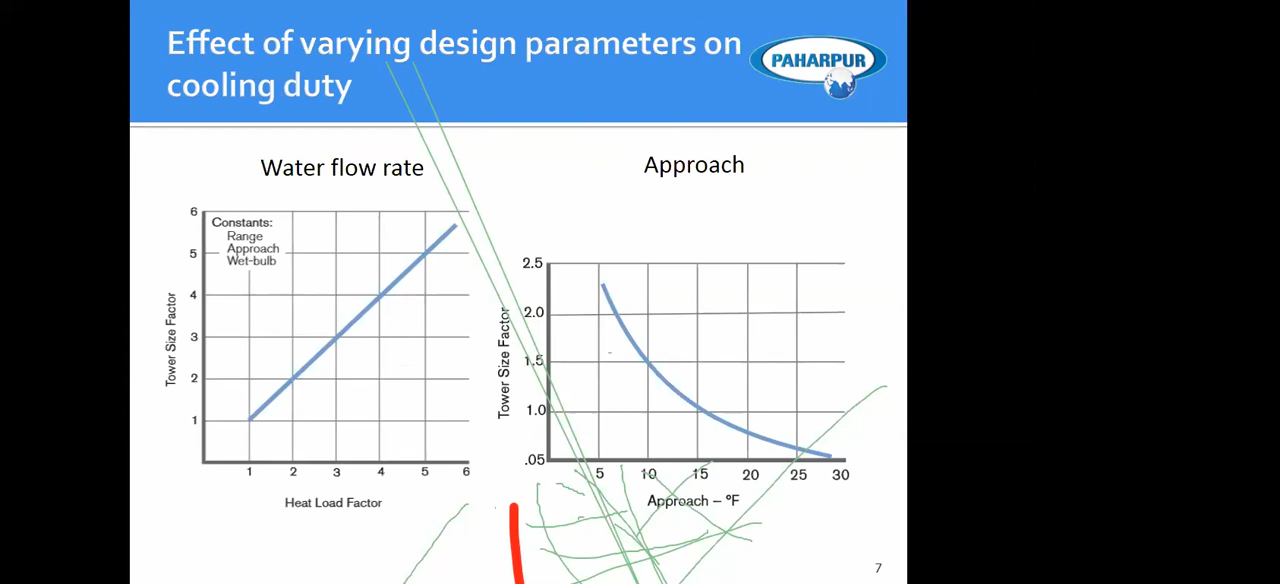 Effect of varying design parameters on
cooling duty
PAHARPUR
Water flow rate
6
Constants:
Range
Approach
Wet-bulb
5
4
3
2
1
Tower Size Factor
1 2 3 4 5 6
Heat Load Factor
Approach
2.5
2.0
1.5
1.0
.05
Tower Size Factor
5 10 15 20 25 30
Approach – °F
7